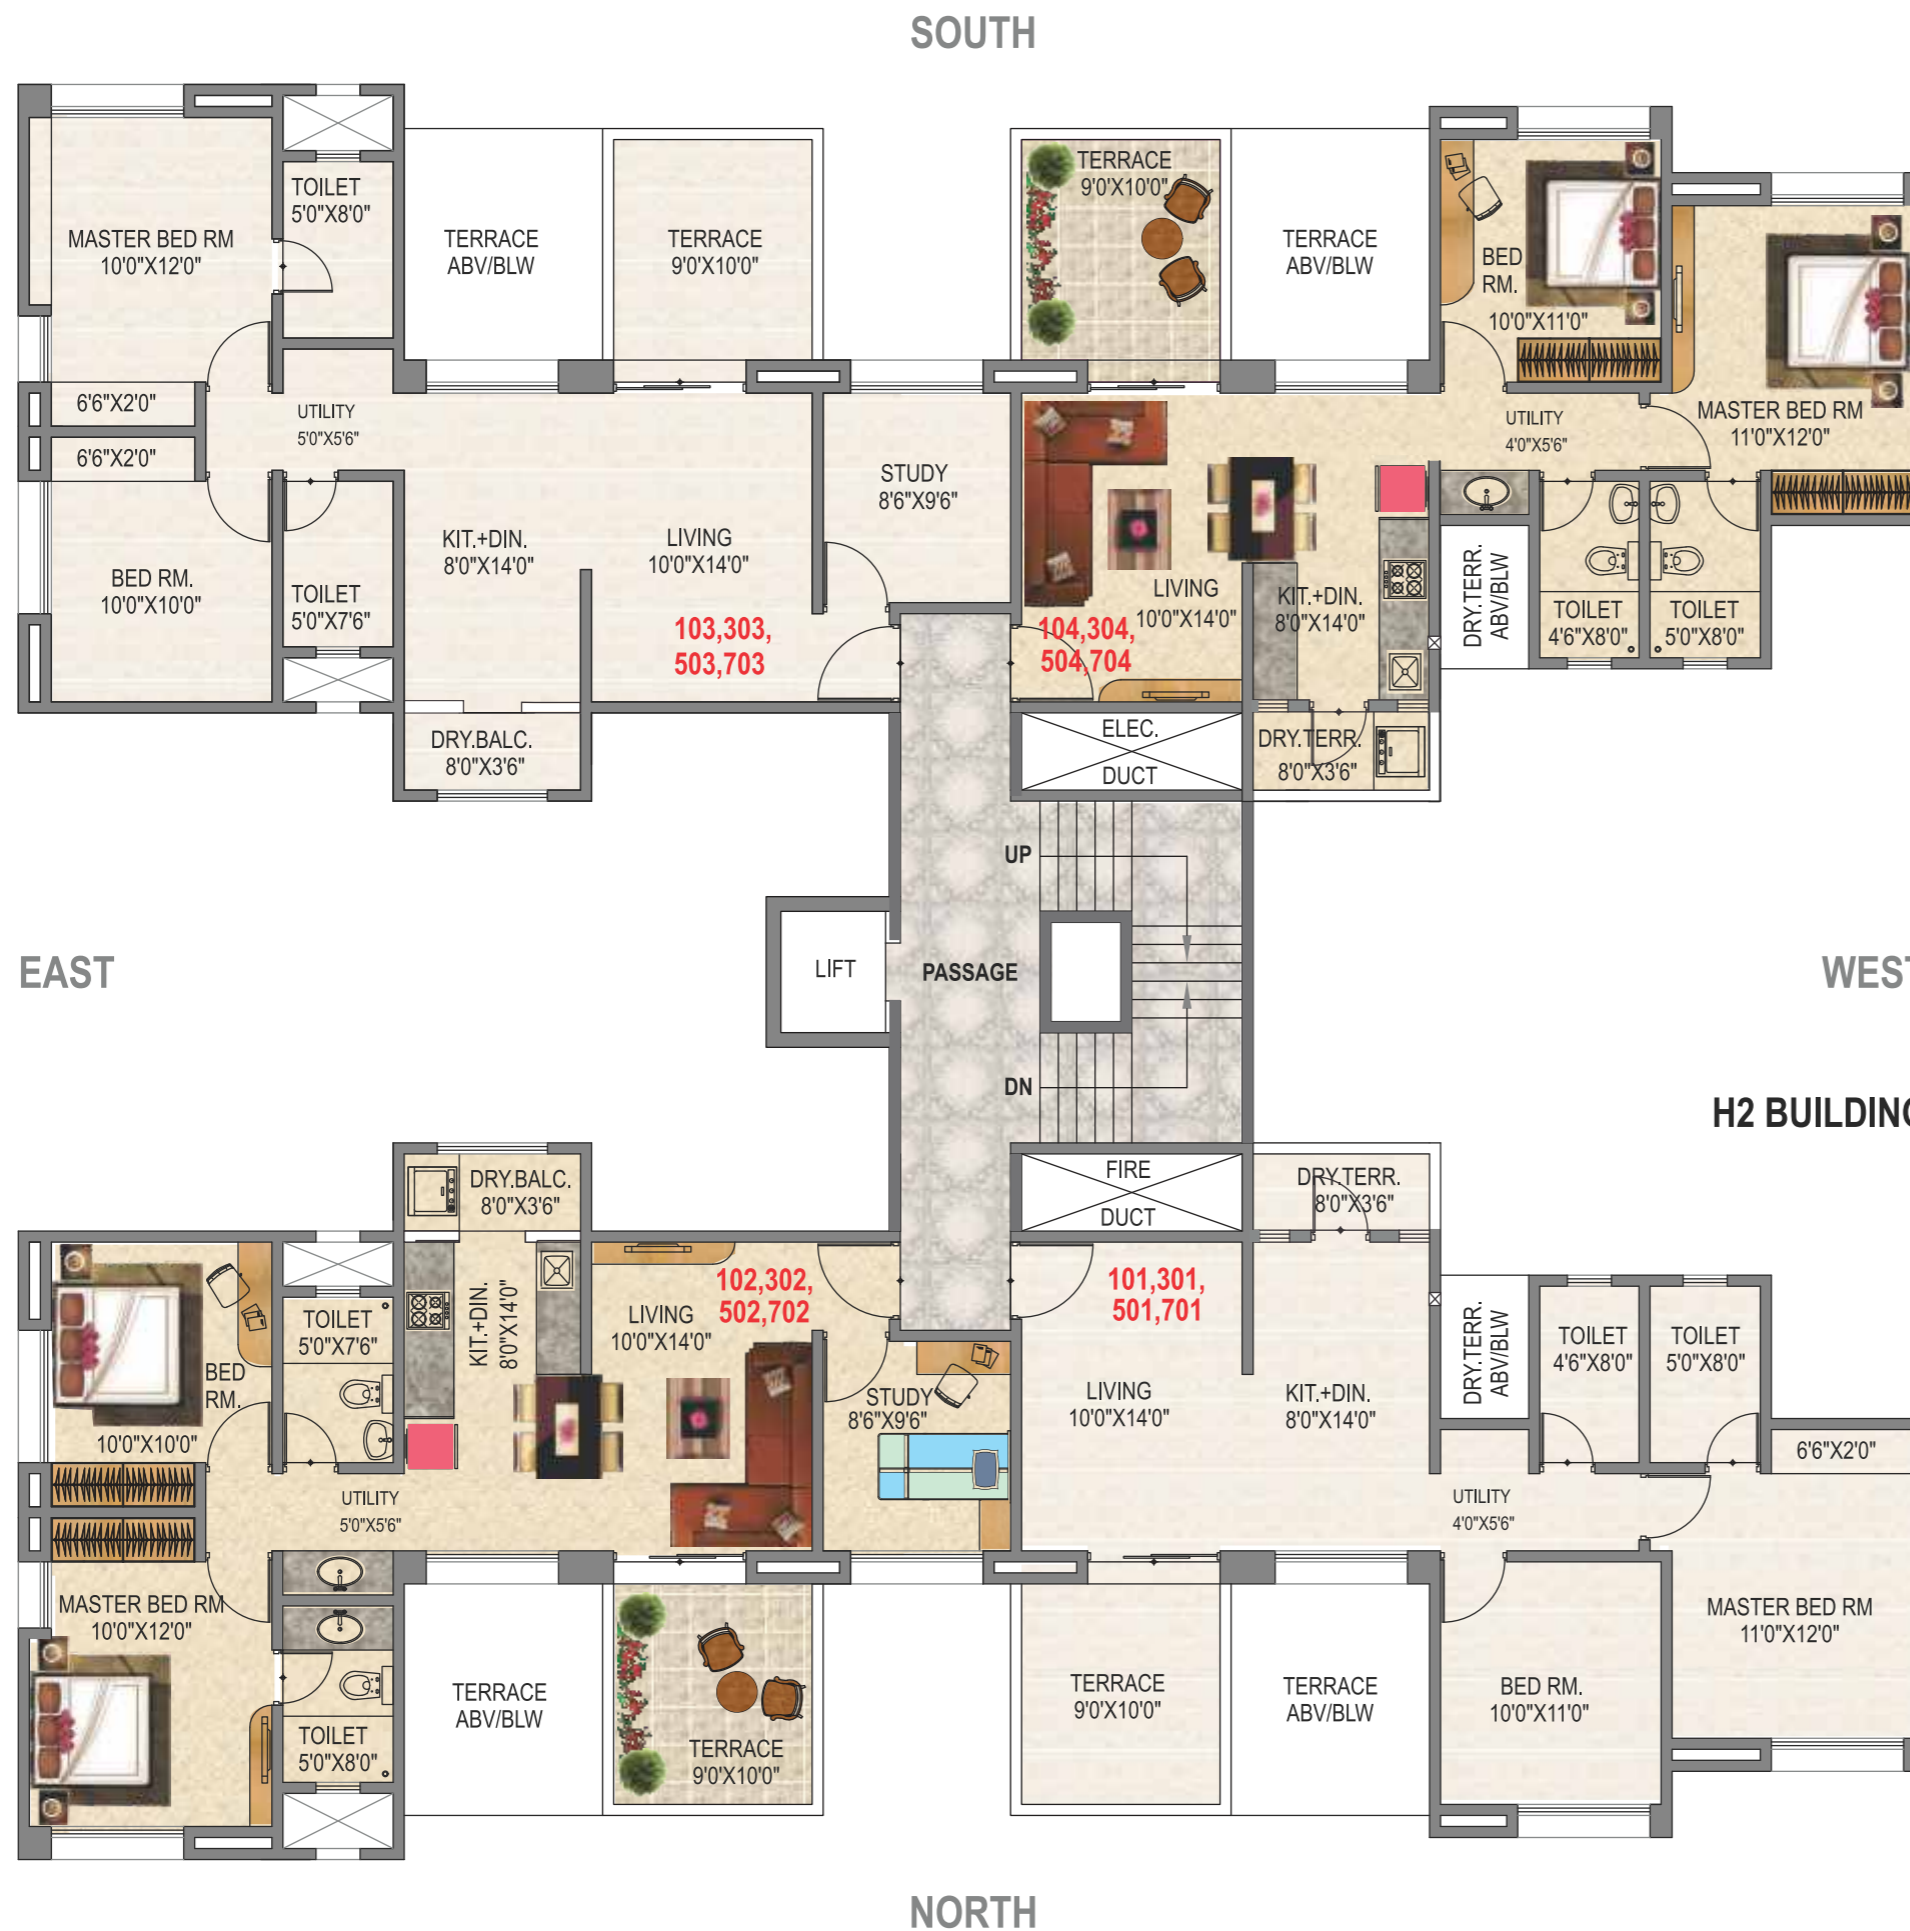 SOUTH
MASTER BED RM
10'0"X12'0"
TOILET
5'0"X8'0"
TERRACE
ABV/BLW
TERRACE
9'0'X10'0"
TERRACE
9'0'X10'0"
TERRACE
ABV/BLW
BED
RM.
10'0"X11'0"
MASTER BED RM
11'0"X12'0"
6'6"X2'0"
6'6"X2'0"
UTILITY
5'0"X5'6"
UTILITY
4'0"X5'6"
STUDY
8'6"X9'6"
KIT.+DIN.
8'0"X14'0"
LIVING
10'0"X14'0"
BED RM.
10'0"X10'0"
TOILET
5'0"X7'6"
103,303,
503,703
104,304,
504,704
LIVING
10'0"X14'0"
KIT.+DIN.
8'0"X14'0"
DRY.TERR.
ABV/BLW
TOILET
4'6"X8'0"
TOILET
5'0"X8'0"
DRY.BALC.
8'0"X3'6"
ELEC.
DUCT
DRY.TERR.
8'0"X3'6"
UP
EAST
LIFT
PASSAGE
WEST
DN
H2 BUILDING
DRY.BALC.
8'0"X3'6"
FIRE
DUCT
DRY.TERR.
8'0"X3'6"
BED
RM.
10'0"X10'0"
TOILET
5'0"X7'6"
KIT.+DIN.
8'0"X14'0"
LIVING
10'0"X14'0"
102,302,
502,702
101,301,
501,701
STUDY
8'6"X9'6"
LIVING
10'0"X14'0"
KIT.+DIN.
8'0"X14'0"
DRY.TERR.
ABV/BLW
TOILET
4'6"X8'0"
TOILET
5'0"X8'0"
6'6"X2'0"
UTILITY
5'0"X5'6"
UTILITY
4'0"X5'6"
MASTER BED RM
10'0"X12'0"
TOILET
5'0"X8'0"
TERRACE
ABV/BLW
TERRACE
9'0'X10'0"
TERRACE
9'0'X10'0"
TERRACE
ABV/BLW
BED RM.
10'0"X11'0"
MASTER BED RM
11'0"X12'0"
NORTH